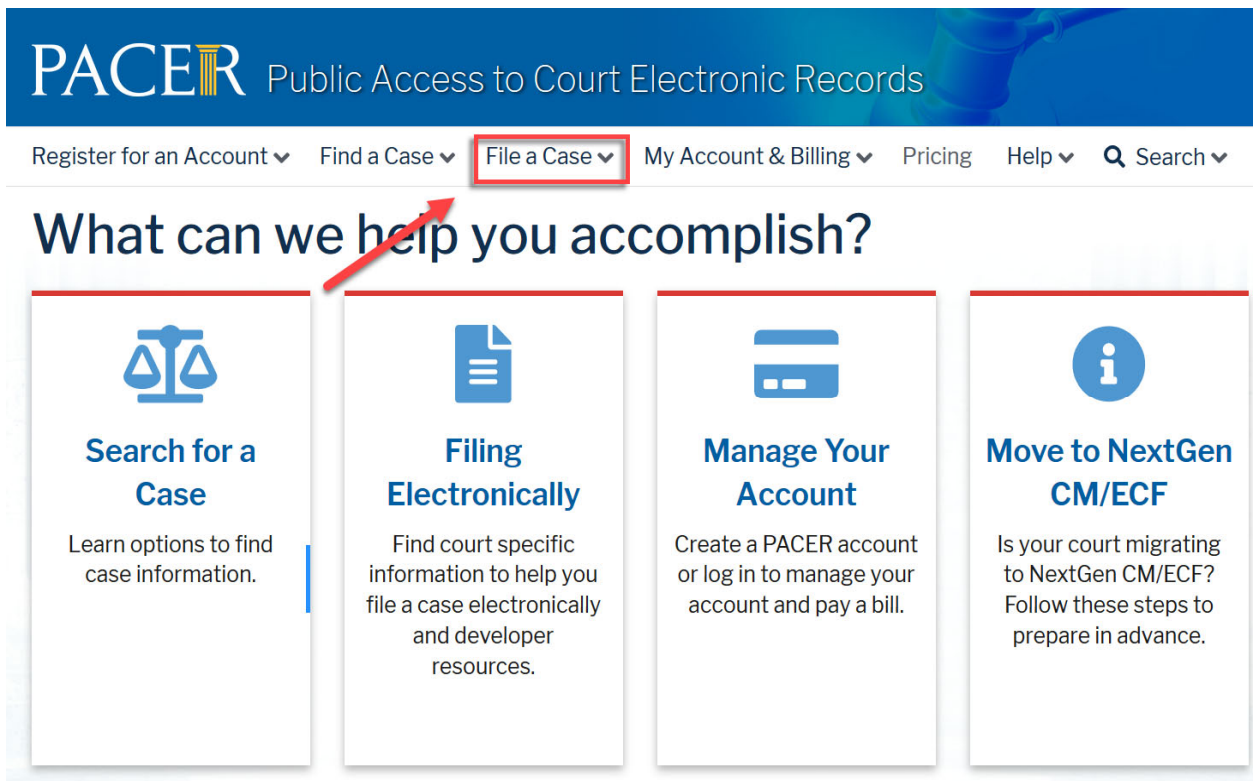 PACER Public Access to Court Electronic Records
Register for an Account Find a Case File a Case My Account & Billing Pricing Help Search
What can we help you accomplish?
Search for a
Case
Learn options to find
case information.
Filing
Electronically
Find court specific
information to help you
file a case electronically
and developer
resources.
Manage Your
Account
Create a PACER account
or log in to manage your
account and pay a bill.
Move to NextGen
CM/ECF
Is your court migrating
to NextGen CM/ECF?
Follow these steps to
prepare in advance.